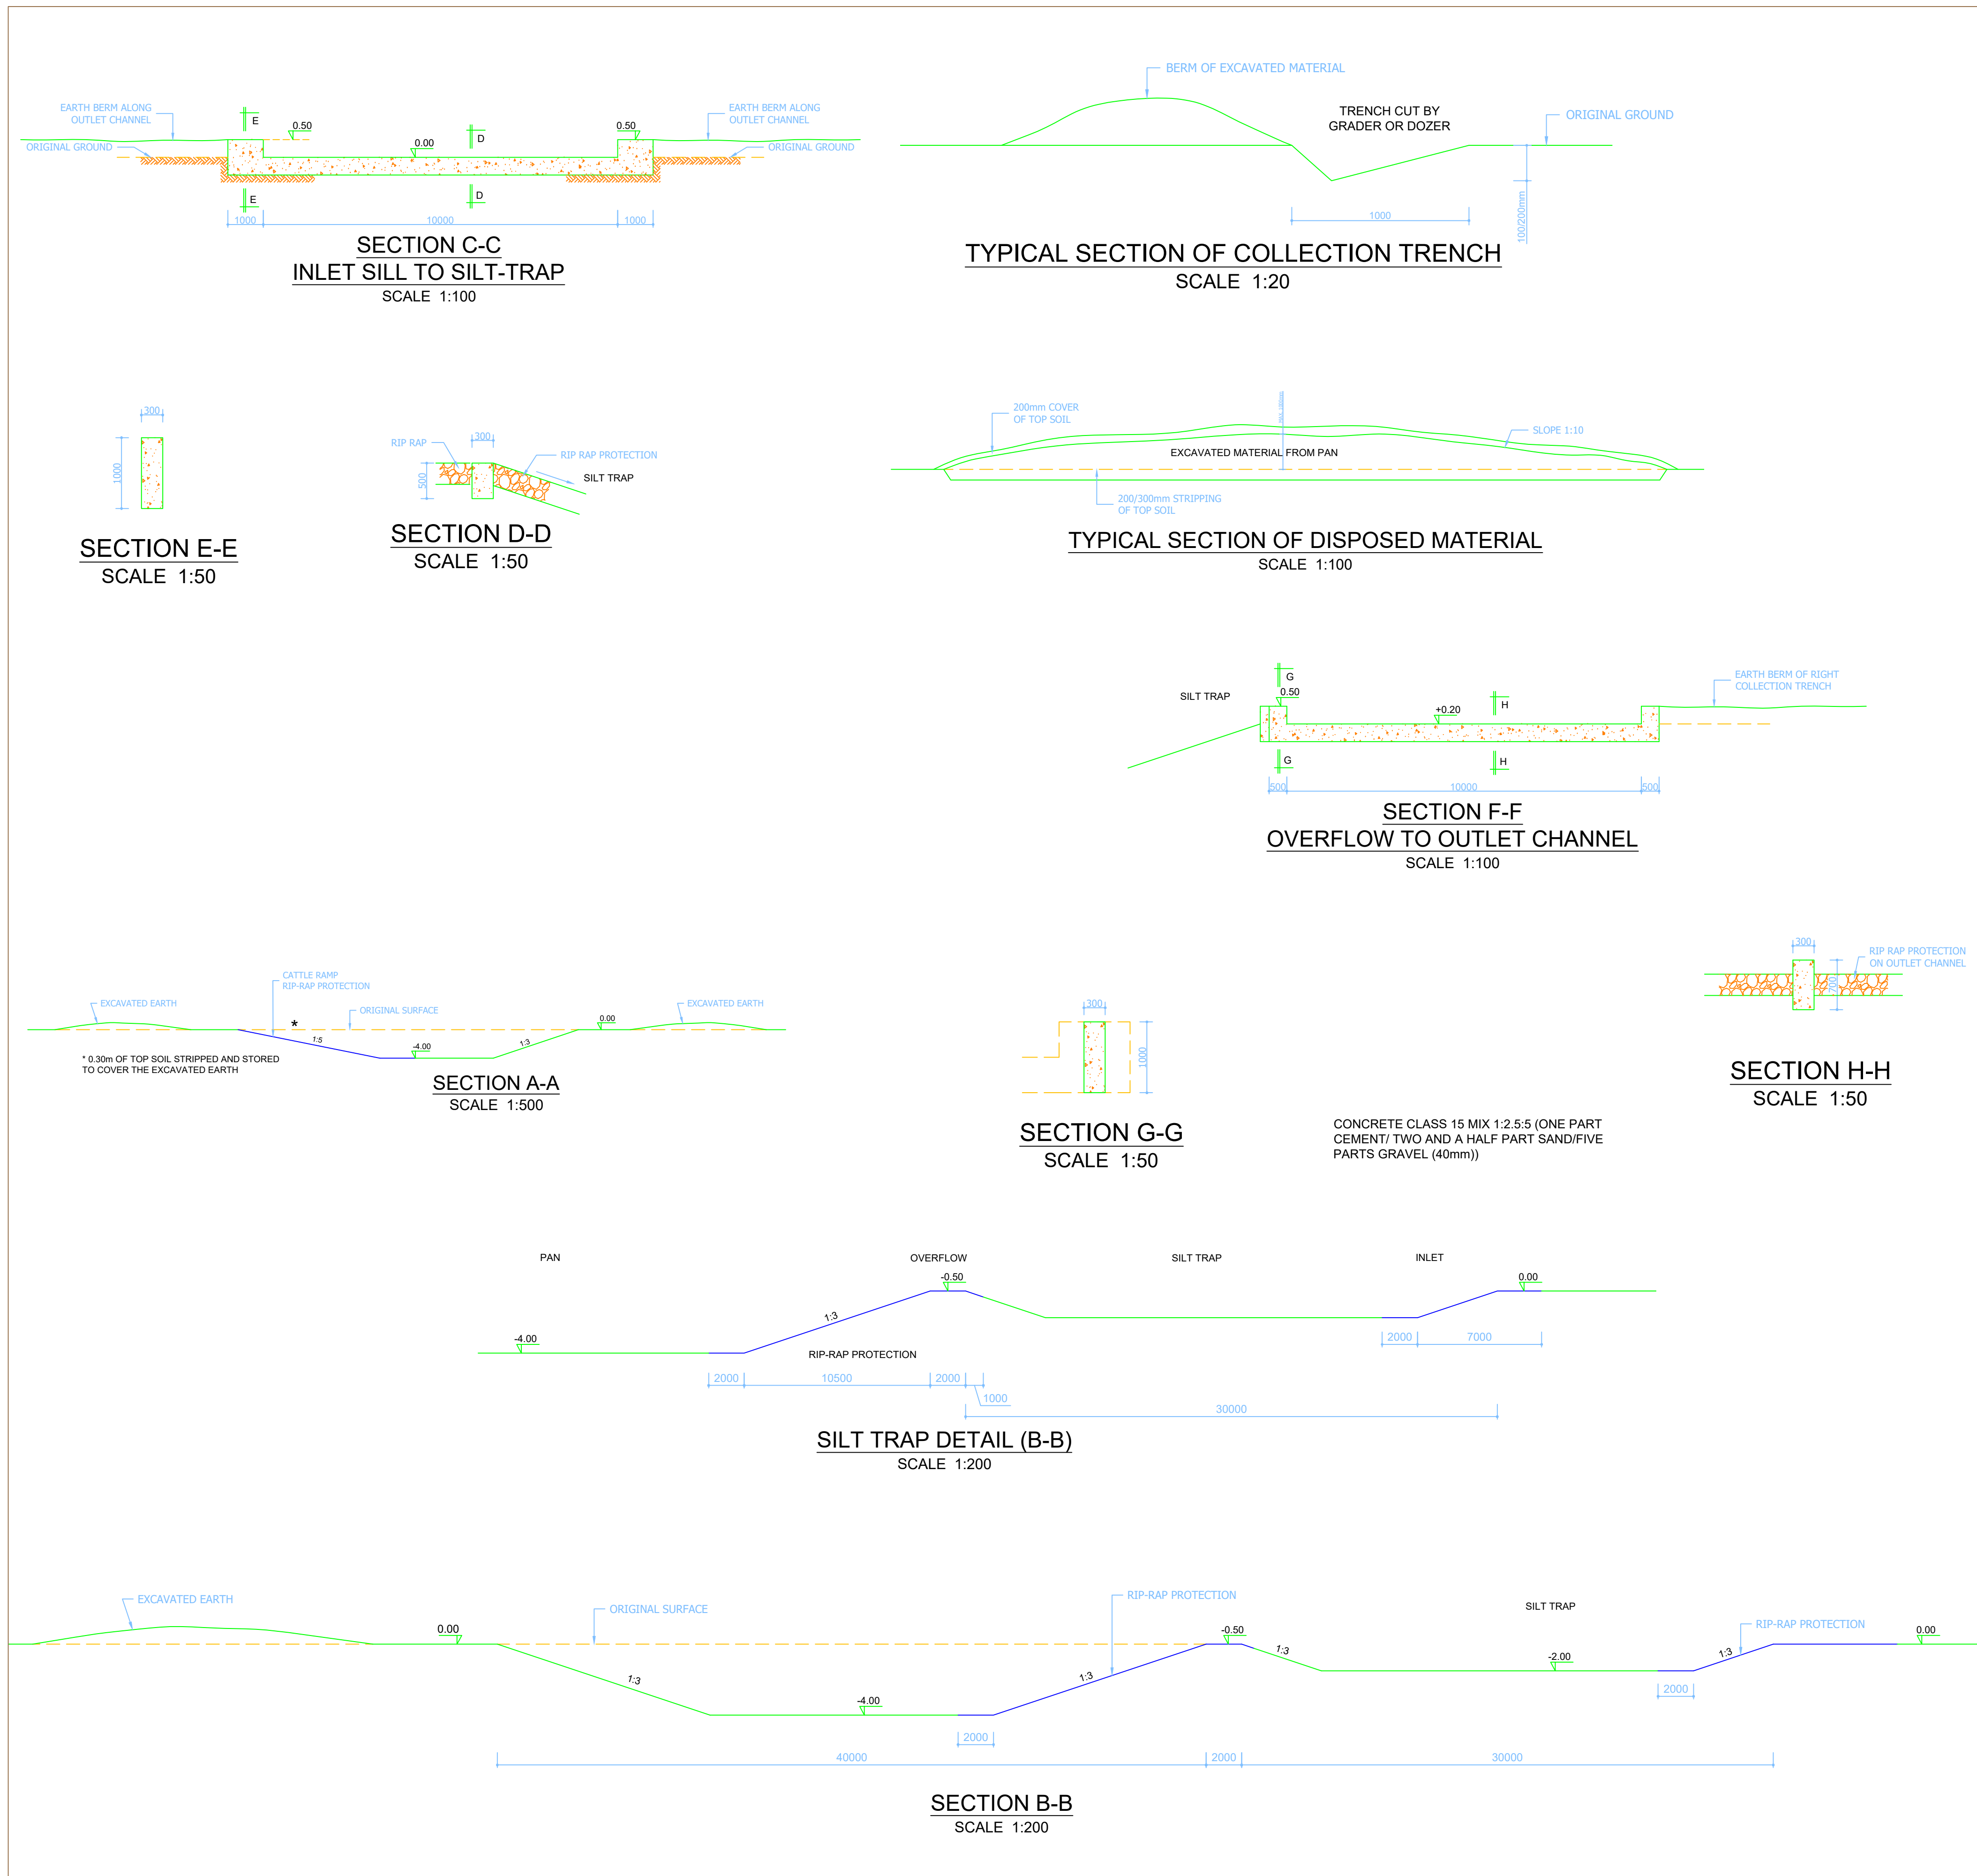 EARTH BERM ALONG
OUTLET CHANNEL
ORIGINAL GROUND
E
0.50
0.00
D
0.50
EARTH BERM ALONG
OUTLET CHANNEL
ORIGINAL GROUND
E
D
1000
10000
1000
SECTION C-C
INLET SILL TO SILT-TRAP
SCALE 1:100
BERM OF EXCAVATED MATERIAL
TRENCH CUT BY
GRADER OR DOZER
ORIGINAL GROUND
1000
100/200mm
TYPICAL SECTION OF COLLECTION TRENCH
SCALE 1:20
300
1000
SECTION E-E
SCALE 1:50
RIP RAP
300
RIP RAP PROTECTION
500
SILT TRAP
SECTION D-D
SCALE 1:50
200mm COVER
OF TOP SOIL
SLOPE 1:10
EXCAVATED MATERIAL FROM PAN
200/300mm STRIPPING
OF TOP SOIL
TYPICAL SECTION OF DISPOSED MATERIAL
SCALE 1:100
SILT TRAP
G
0.50
+0.20
H
EARTH BERM OF RIGHT
COLLECTION TRENCH
G
H
500
10000
500
SECTION F-F
OVERFLOW TO OUTLET CHANNEL
SCALE 1:100
CATTLE RAMP
RIP-RAP PROTECTION
EXCAVATED EARTH
*
ORIGINAL SURFACE
EXCAVATED EARTH
0.00
1:5
-4.00
1:3
* 0.30m OF TOP SOIL STRIPPED AND STORED
TO COVER THE EXCAVATED EARTH
SECTION A-A
SCALE 1:500
300
1000
SECTION G-G
SCALE 1:50
300
RIP RAP PROTECTION
ON OUTLET CHANNEL
700
SECTION H-H
SCALE 1:50
CONCRETE CLASS 15 MIX 1:2.5:5 (ONE PART
CEMENT/ TWO AND A HALF PART SAND/FIVE
PARTS GRAVEL (40mm))
PAN
OVERFLOW
SILT TRAP
INLET
-0.50
0.00
1:3
-4.00
RIP-RAP PROTECTION
2000
7000
2000
10500
2000
1000
30000
SILT TRAP DETAIL (B-B)
SCALE 1:200
EXCAVATED EARTH
ORIGINAL SURFACE
RIP-RAP PROTECTION
SILT TRAP
RIP-RAP PROTECTION
0.00
-0.50
0.00
1:3
1:3
1:3
-2.00
1:3
-4.00
2000
2000
40000
2000
30000
SECTION B-B
SCALE 1:200